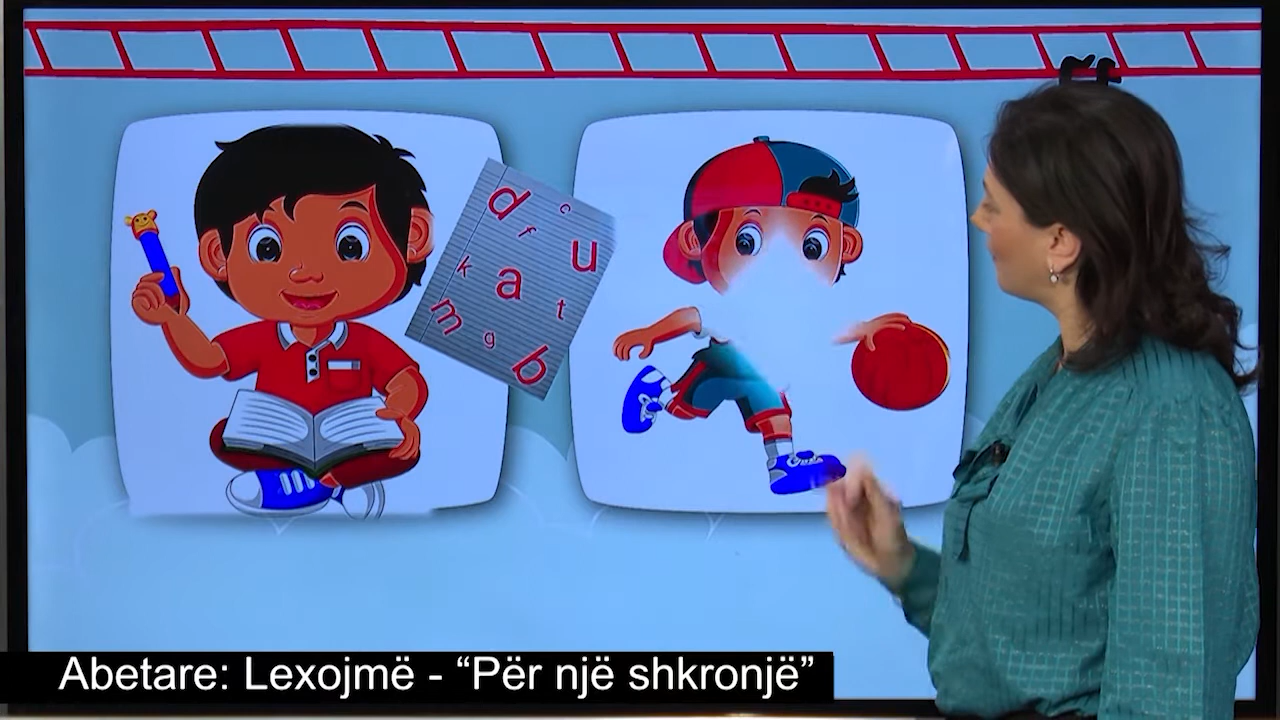 d c
f u
k a
m t
g b
Abetare: Lexojmë - “Për një shkronjë”